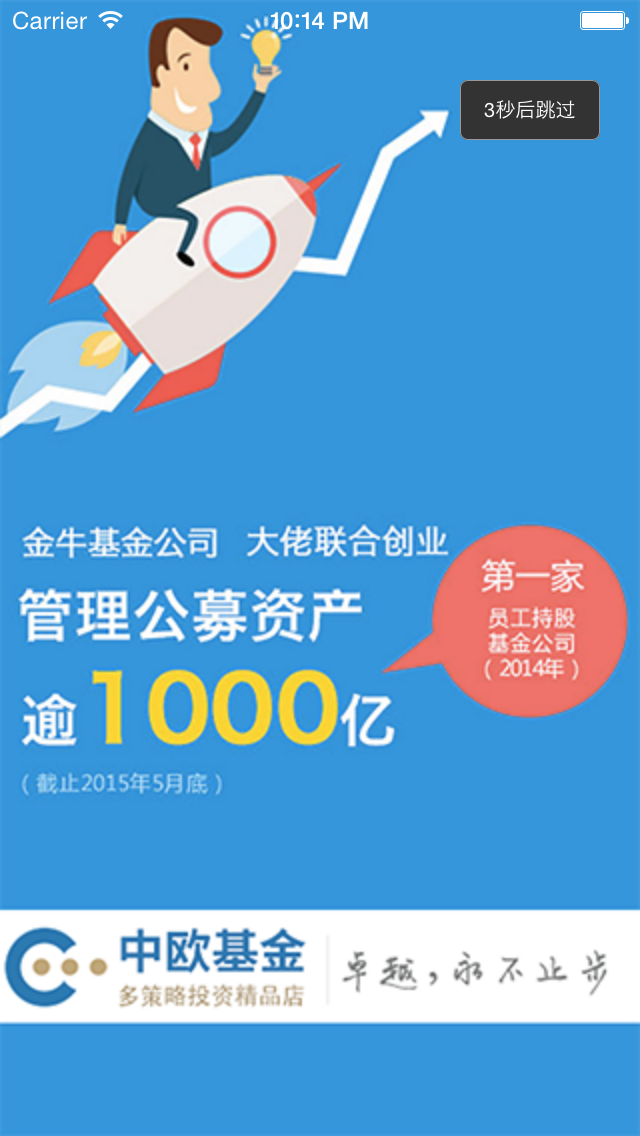 Carrier 10:14 PM
3秒后跳过
金牛基金公司 大佬联合创业
管理公募资产
逾1000亿
(截止2015年5月底)
第一家
员工持股
基金公司
(2014年)
中欧基金
多策略投资精品店
卓越,永不止步